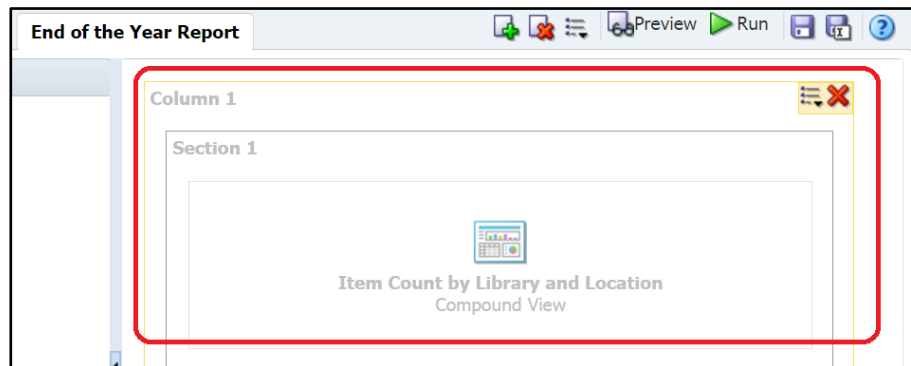 End of the Year Report
Preview
Run
Column 1
Section 1
Item Count by Library and Location
Compound View